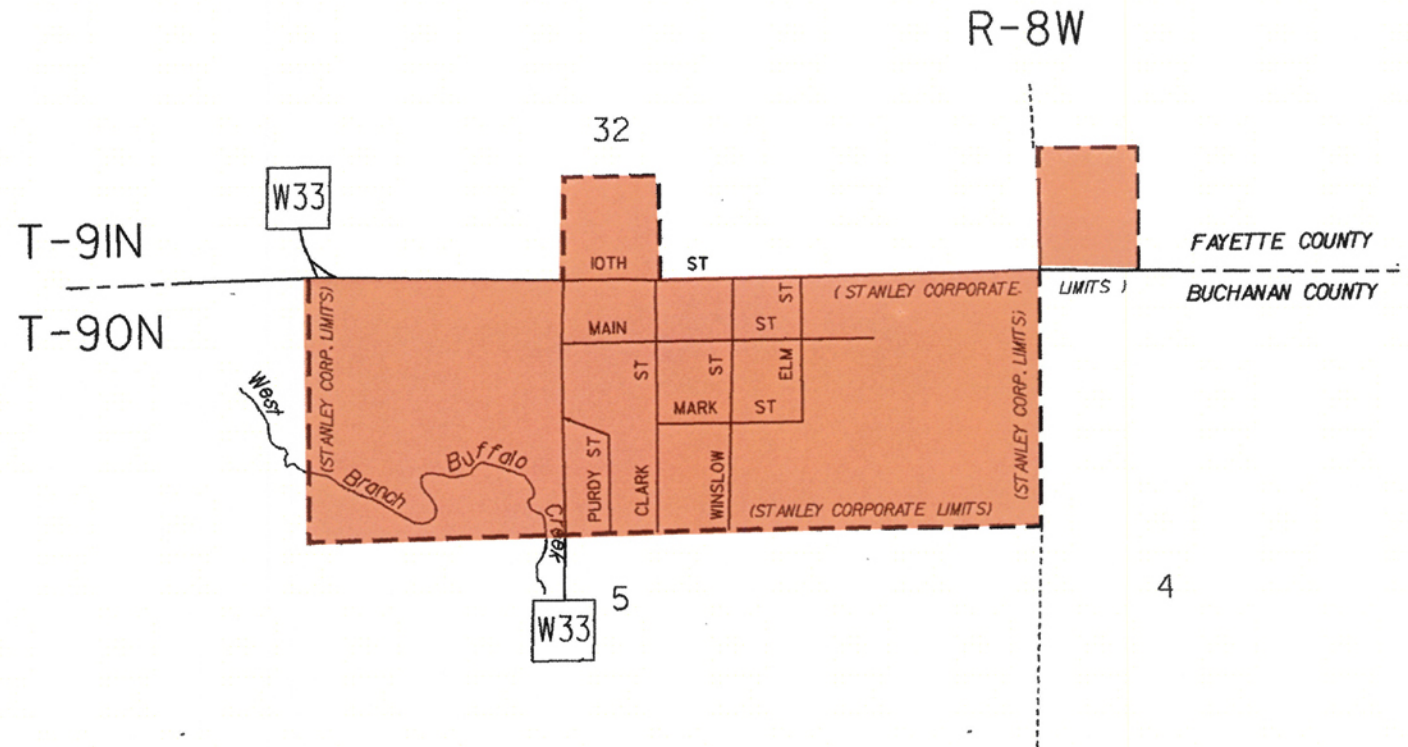 R-8W
32
W33
T-91N
FAYETTE COUNTY
10TH ST
T-90N
(STANLEY CORPORATE LIMITS)
BUCHANAN COUNTY
(STANLEY CORP. LIMITS)
MAIN ST
ELM ST
(STANLEY CORP. LIMITS)
MARK ST
West Branch Buffalo Creek
PURDY ST
CLARK ST
WINSLOW ST
(STANLEY CORPORATE LIMITS)
5
4
W33